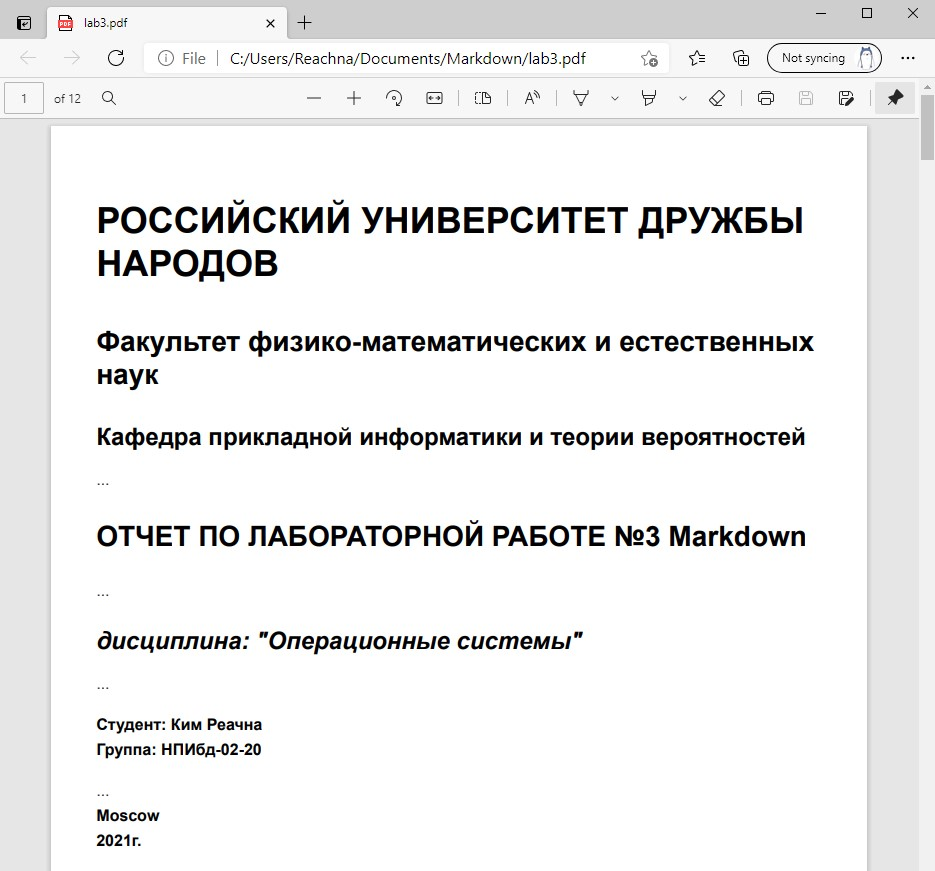 lab3.pdf
File
C:/Users/Reachna/Documents/Markdown/lab3.pdf
Not syncing
1
of 12
РОССИЙСКИЙ УНИВЕРСИТЕТ ДРУЖБЫ
НАРОДОВ
Факультет физико-математических и естественных
наук
Кафедра прикладной информатики и теории вероятностей
...
ОТЧЕТ ПО ЛАБОРАТОРНОЙ РАБОТЕ №3 Markdown
...
дисциплина: "Операционные системы"
...
Студент: Ким Реачна
Группа: НПИбд-02-20
...
Moscow
2021г.